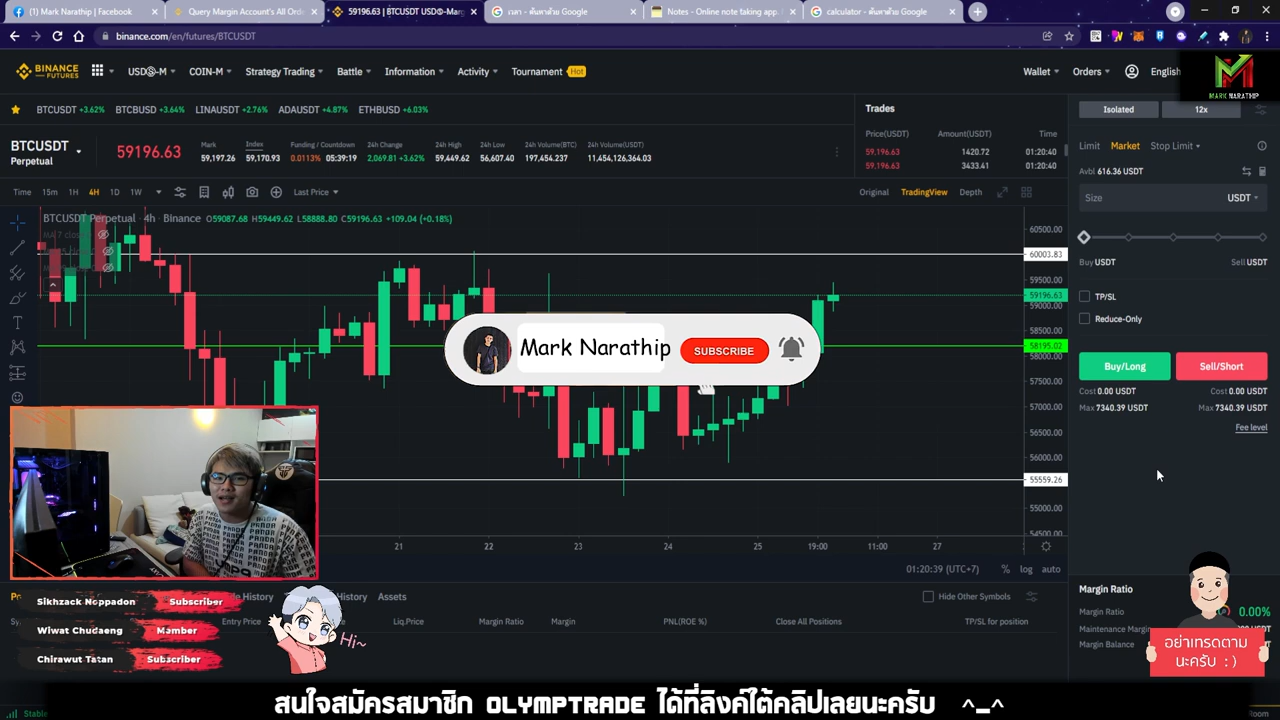 (1) Mark Narathip | Facebook
Query Margin Account's All Orde
59196.63 | BTCUSDT USDⓈ-Marg
เวลา - ค้นหาด้วย Google
Notes - Online note taking app.
calculator - ค้นหาด้วย Google
binance.com/en/futures/BTCUSDT
BINANCE FUTURES
USDⓈ-M
COIN-M
Strategy Trading
Battle
Information
Activity
Tournament Hot
Wallet
Orders
English
MARK NARATHIP
BTCUSDT +3.62% BTCBUSD +3.64% LINAUSDT +2.76% ADAUSDT +4.87% ETHBUSD +6.03%
BTCUSDT
Perpetual
59196.63
Mark
59,197.26
Index
59,170.93
Funding / Countdown
0.0113% 05:39:19
24h Change
2,069.81 +3.62%
24h High
59,449.62
24h Low
56,607.40
24h Volume(BTC)
197,454.237
24h Volume(USDT)
11,454,126,364.03
Trades
Price(USDT) Amount(USDT) Time
59,196.63 1420.72 01:20:40
59,196.63 3433.41 01:20:40
Isolated
12x
Time 15m 1H 4H 1D 1W
Last Price
Original TradingView Depth
Limit Market Stop Limit
Avbl 616.36 USDT
Size USDT
Buy USDT Sell USDT
TP/SL
Reduce-Only
Buy/Long
Sell/Short
Cost 0.00 USDT Cost 0.00 USDT
Max 7340.39 USDT Max 7340.39 USDT
Fee level
BTCUSDT Perpetual · 4h · Binance O59087.68 H59449.62 L58888.80 C59196.63 +109.04 (+0.18%)
60500.00
60003.83
59500.00
59196.63
59000.00
58500.00
58195.02
58000.00
57500.00
57000.00
56500.00
56000.00
55559.26
55000.00
54500.00
Mark Narathip
SUBSCRIBE
21 22 23 24 25 19:00 11:00 27
01:20:39 (UTC+7) % log auto
History
History
Assets
Hide Other Symbols
Entry Price
Liq.Price
Margin Ratio
Margin
PNL(ROE %)
Close All Positions
TP/SL for position
Sikhzack Noppadon Subscriber
Wiwat Chudaeng Member
Chirawut Tatan Subscriber
Hi~
Margin Ratio
Margin Ratio 0.00%
Maintenance Margin
Margin Balance
อย่าเทรดตาม
นะครับ : )
สนใจสมัครสมาชิก OLYMPTRADE ได้ที่ลิงค์ใต้คลิปเลยนะครับ ^_^
Stable
Room